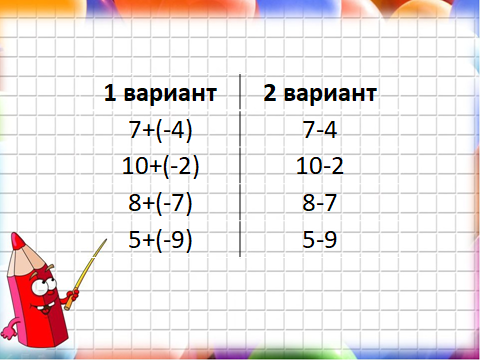 1 вариант 2 вариант
7+(-4) 7-4
10+(-2) 10-2
8+(-7) 8-7
5+(-9) 5-9